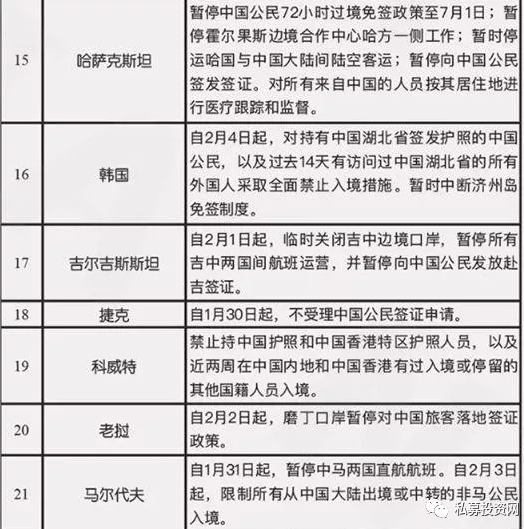 暂停中国公民72小时过境免签政策至7月1日；暂
停霍尔果斯边境合作中心哈方一侧工作；暂时停
15
哈萨克斯坦
运哈国与中国大陆间陆空客运；暂停向中国公民
签发签证。对所有来自中国的人员按其居住地进
行医疗跟踪和监督。
自2月4日起，对持有中国湖北省签发护照的中国
公民，以及过去14天有访问过中国湖北省的所有
16
韩国
外国人采取全面禁止入境措施。暂时中断济州岛
免签制度。
自2月1日起，临时关闭吉中边境口岸，暂停所有
17
吉尔吉斯斯坦
吉中两国间航班运营，并暂停向中国公民发放赴
吉签证。
18
捷克
自1月30日起，不受理中国公民签证申请。
禁止持中国护照和中国香港特区护照人员，以及
19
科威特
近两周在中国内地和中国香港有过入境或停留的
其他国籍人员入境。
20
老挝
自2月2日起，磨丁口岸暂停对中国旅客落地签证
政策。
自1月31日起，暂停中马两国直航航班。自2月3日
21
马尔代夫
起，限制所有从中国大陆出境或中转的非马公民
入境。
私募投资网